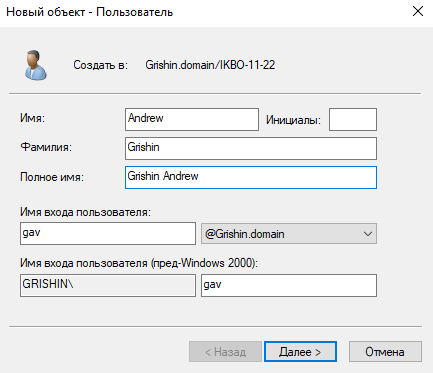 Новый объект - Пользователь
Создать в: Grishin.domain/IKBO-11-22
Имя: Andrew Инициалы:
Фамилия: Grishin
Полное имя: Grishin Andrew
Имя входа пользователя:
gav @Grishin.domain
Имя входа пользователя (пред-Windows 2000):
GRISHIN\ gav
< Назад Далее > Отмена